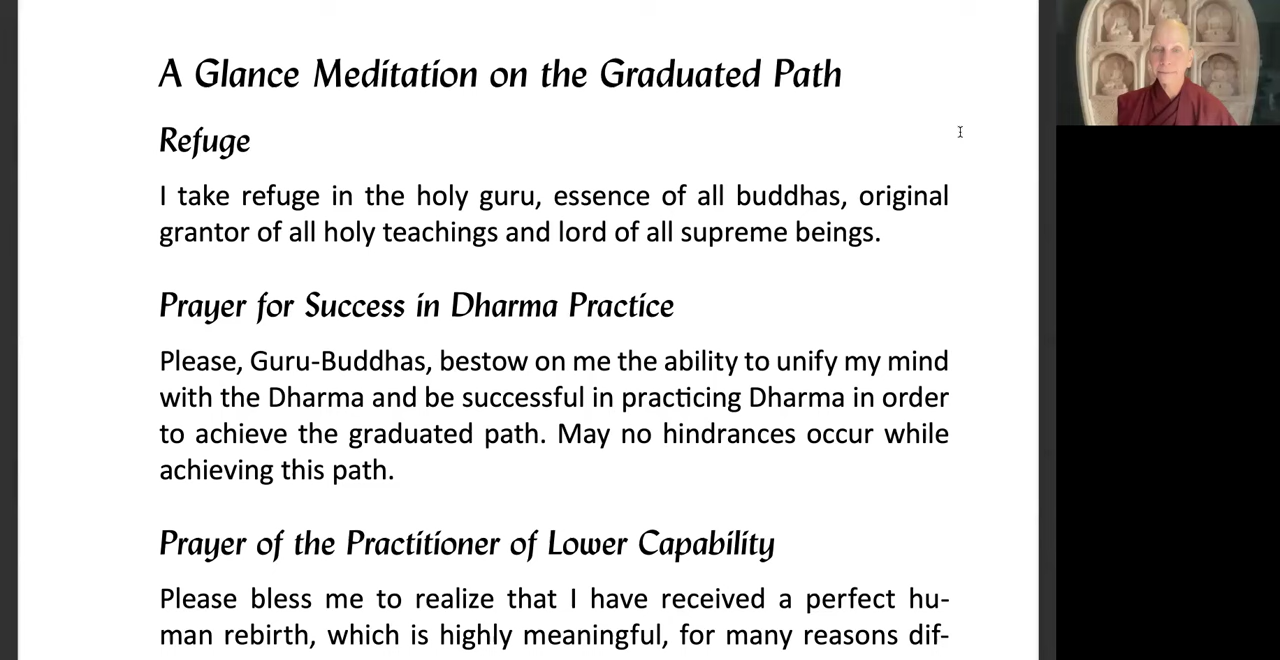 A Glance Meditation on the Graduated Path
Refuge
I take refuge in the holy guru, essence of all buddhas, original
grantor of all holy teachings and lord of all supreme beings.
Prayer for Success in Dharma Practice
Please, Guru-Buddhas, bestow on me the ability to unify my mind
with the Dharma and be successful in practicing Dharma in order
to achieve the graduated path. May no hindrances occur while
achieving this path.
Prayer of the Practitioner of Lower Capability
Please bless me to realize that I have received a perfect hu-
man rebirth, which is highly meaningful, for many reasons dif-